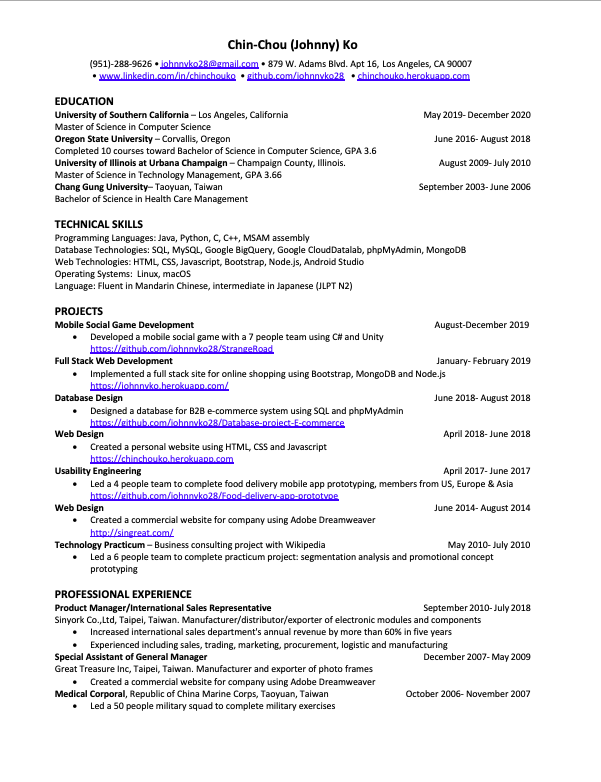 Chin-Chou (Johnny) Ko
(951)-288-9626 • johnnyko28@gmail.com • 879 W. Adams Blvd. Apt 16, Los Angeles, CA 90007
• www.linkedin.com/in/chinchouko • github.com/johnnyko28 • chinchouko.herokuapp.com
EDUCATION
University of Southern California – Los Angeles, California May 2019- December 2020
Master of Science in Computer Science
Oregon State University – Corvallis, Oregon June 2016- August 2018
Completed 10 courses toward Bachelor of Science in Computer Science, GPA 3.6
University of Illinois at Urbana Champaign – Champaign County, Illinois. August 2009- July 2010
Master of Science in Technology Management, GPA 3.66
Chang Gung University– Taoyuan, Taiwan September 2003- June 2006
Bachelor of Science in Health Care Management
TECHNICAL SKILLS
Programming Languages: Java, Python, C, C++, MSAM assembly
Database Technologies: SQL, MySQL, Google BigQuery, Google CloudDatalab, phpMyAdmin, MongoDB
Web Technologies: HTML, CSS, Javascript, Bootstrap, Node.js, Android Studio
Operating Systems: Linux, macOS
Language: Fluent in Mandarin Chinese, intermediate in Japanese (JLPT N2)
PROJECTS
Mobile Social Game Development August-December 2019
• Developed a mobile social game with a 7 people team using C# and Unity
https://github.com/johnnyko28/StrangeRoad
Full Stack Web Development January- February 2019
• Implemented a full stack site for online shopping using Bootstrap, MongoDB and Node.js
https://johnnyko.herokuapp.com/
Database Design June 2018- August 2018
• Designed a database for B2B e-commerce system using SQL and phpMyAdmin
https://github.com/johnnyko28/Database-project-E-commerce
Web Design April 2018- June 2018
• Created a personal website using HTML, CSS and Javascript
https://chinchouko.herokuapp.com
Usability Engineering April 2017- June 2017
• Led a 4 people team to complete food delivery mobile app prototyping, members from US, Europe & Asia
https://github.com/johnnyko28/Food-delivery-app-prototype
Web Design June 2014- August 2014
• Created a commercial website for company using Adobe Dreamweaver
http://singreat.com/
Technology Practicum – Business consulting project with Wikipedia May 2010- July 2010
• Led a 6 people team to complete practicum project: segmentation analysis and promotional concept
prototyping
PROFESSIONAL EXPERIENCE
Product Manager/International Sales Representative September 2010- July 2018
Sinyork Co.,Ltd, Taipei, Taiwan. Manufacturer/distributor/exporter of electronic modules and components
• Increased international sales department's annual revenue by more than 60% in five years
• Experienced including sales, trading, marketing, procurement, logistic and manufacturing
Special Assistant of General Manager December 2007- May 2009
Great Treasure Inc, Taipei, Taiwan. Manufacturer and exporter of photo frames
• Created a commercial website for company using Adobe Dreamweaver
Medical Corporal, Republic of China Marine Corps, Taoyuan, Taiwan October 2006- November 2007
• Led a 50 people military squad to complete military exercises